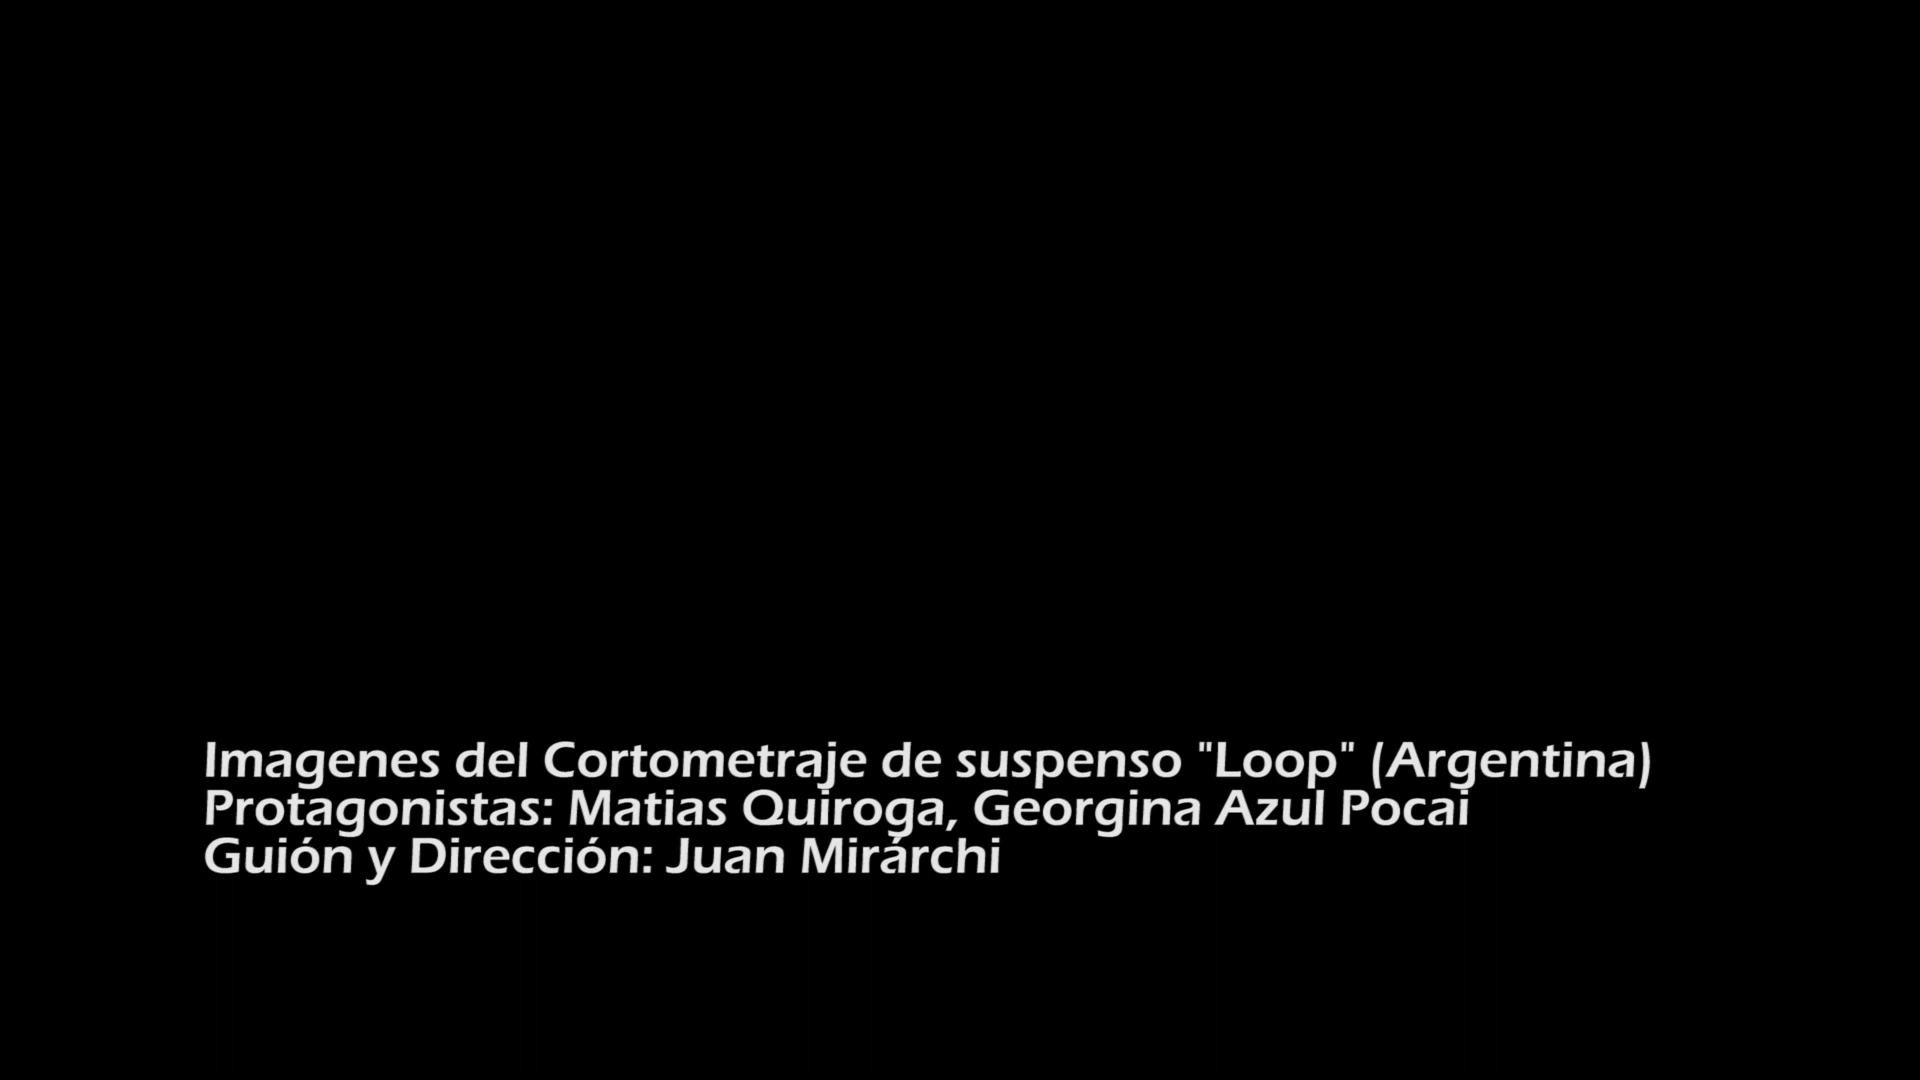 Imagenes del Cortometraje de suspenso "Loop" (Argentina)
Protagonistas: Matias Quiroga, Georgina Azul Pocai
Guión y Dirección: Juan Mirárchi